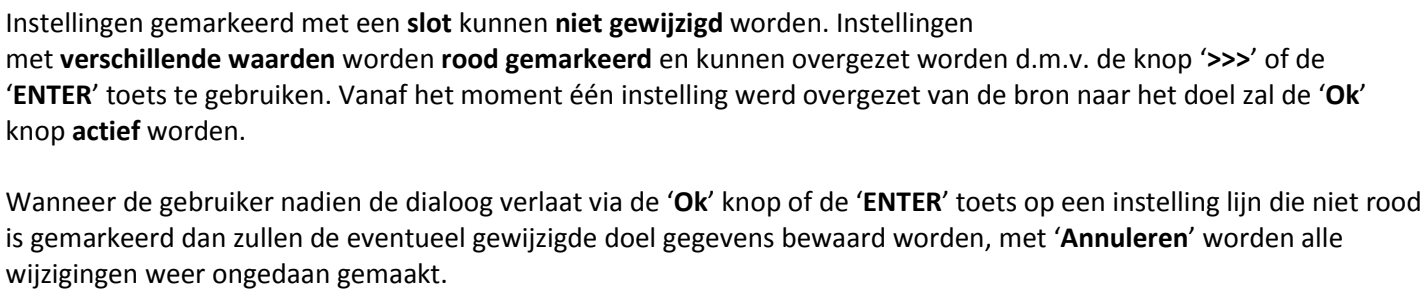 Instellingen gemarkeerd met een slot kunnen niet gewijzigd worden. Instellingen
met verschillende waarden worden rood gemarkeerd en kunnen overgezet worden d.m.v. de knop ‘>>>’ of de
‘ENTER’ toets te gebruiken. Vanaf het moment één instelling werd overgezet van de bron naar het doel zal de ‘Ok’
knop actief worden.

Wanneer de gebruiker nadien de dialoog verlaat via de ‘Ok’ knop of de ‘ENTER’ toets op een instelling lijn die niet rood
is gemarkeerd dan zullen de eventueel gewijzigde doel gegevens bewaard worden, met ‘Annuleren’ worden alle
wijzigingen weer ongedaan gemaakt.